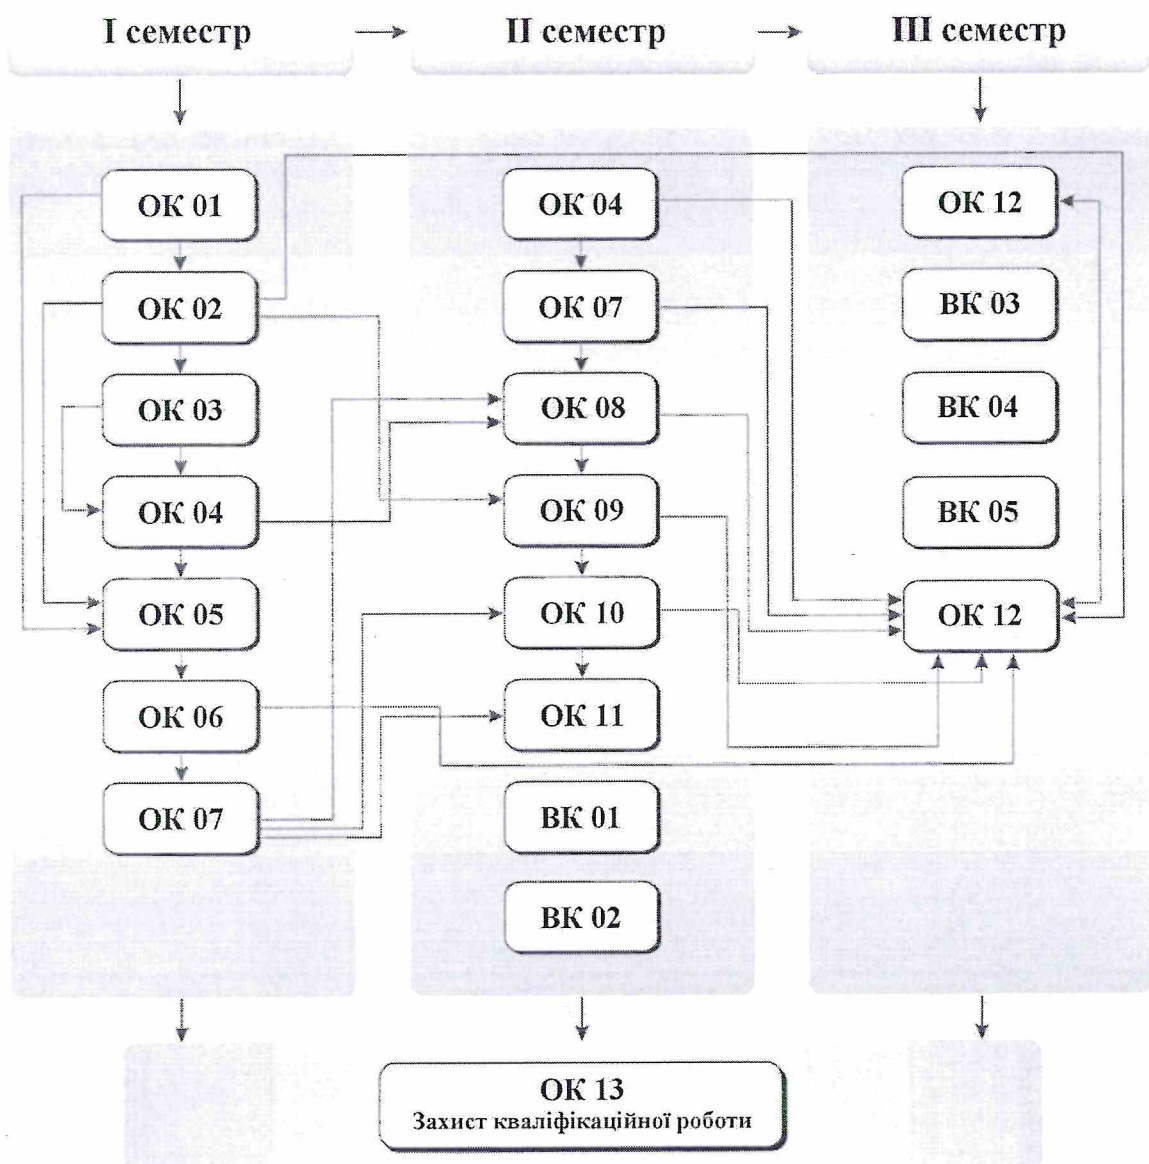 I семестр
II семестр
III семестр
ОК 01
ОК 02
ОК 03
ОК 04
ОК 05
ОК 06
ОК 07
ОК 04
ОК 07
ОК 08
ОК 09
ОК 10
ОК 11
ВК 01
ВК 02
ОК 12
ВК 03
ВК 04
ВК 05
ОК 12
ОК 13
Захист кваліфікаційної роботи